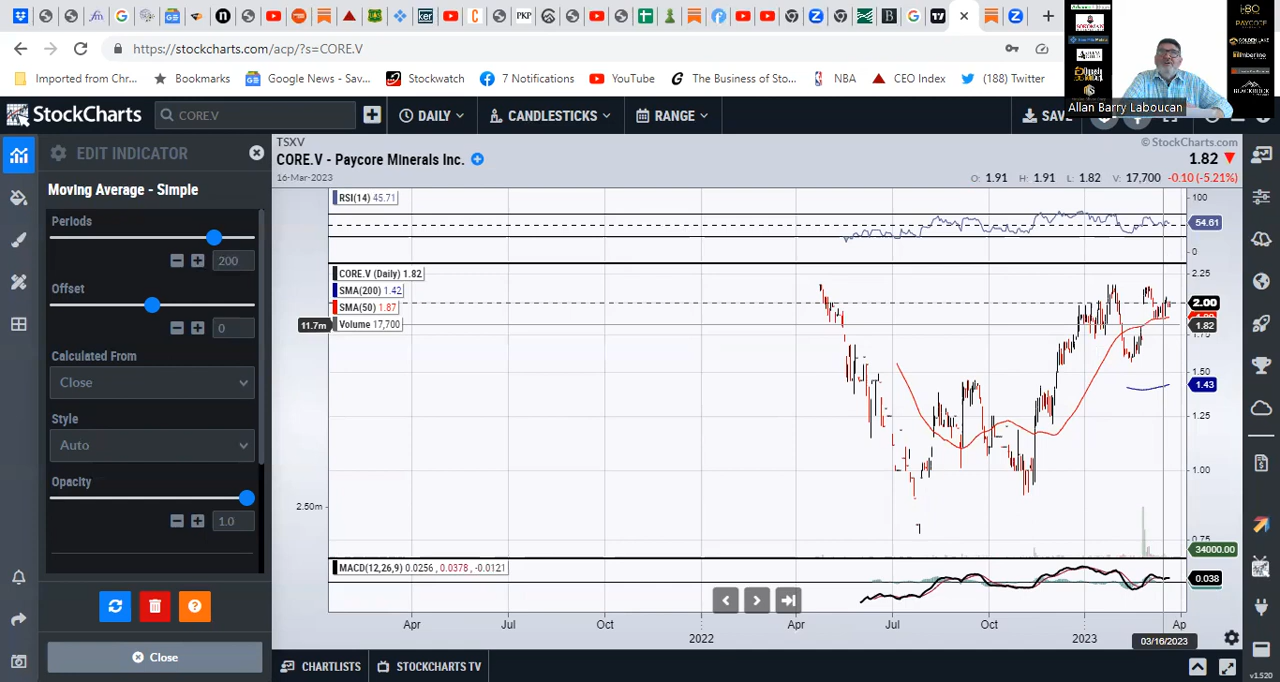 https://stockcharts.com/acp/?s=CORE.V
Imported from Chr... Bookmarks Google News - Sav... Stockwatch 7 Notifications YouTube The Business of Sto... NBA CEO Index (188) Twitter
Allan Barry Laboucan
StockCharts CORE.V DAILY CANDLESTICKS RANGE SAVE
EDIT INDICATOR
Moving Average - Simple
Periods
200
Offset
0
Calculated From
Close
Style
Auto
Opacity
1.0
Close
TSXV
CORE.V - Paycore Minerals Inc.
16-Mar-2023
© StockCharts.com
1.82
O: 1.91 H: 1.91 L: 1.82 V: 17,700 -0.10 (-5.21%)
RSI(14) 45.71
100
54.61
0
CORE.V (Daily) 1.82
SMA(200) 1.42
SMA(50) 1.87
Volume 17,700
11.7m
2.50m
2.25
2.00
1.82
1.75
1.50
1.43
1.25
1.00
0.75
34000.00
MACD(12,26,9) 0.0256 , 0.0378 , -0.0121
0.038
Apr Jul Oct 2022 Apr Jul Oct 2023 Ap
03/16/2023
CHARTLISTS STOCKCHARTS TV
v1.520